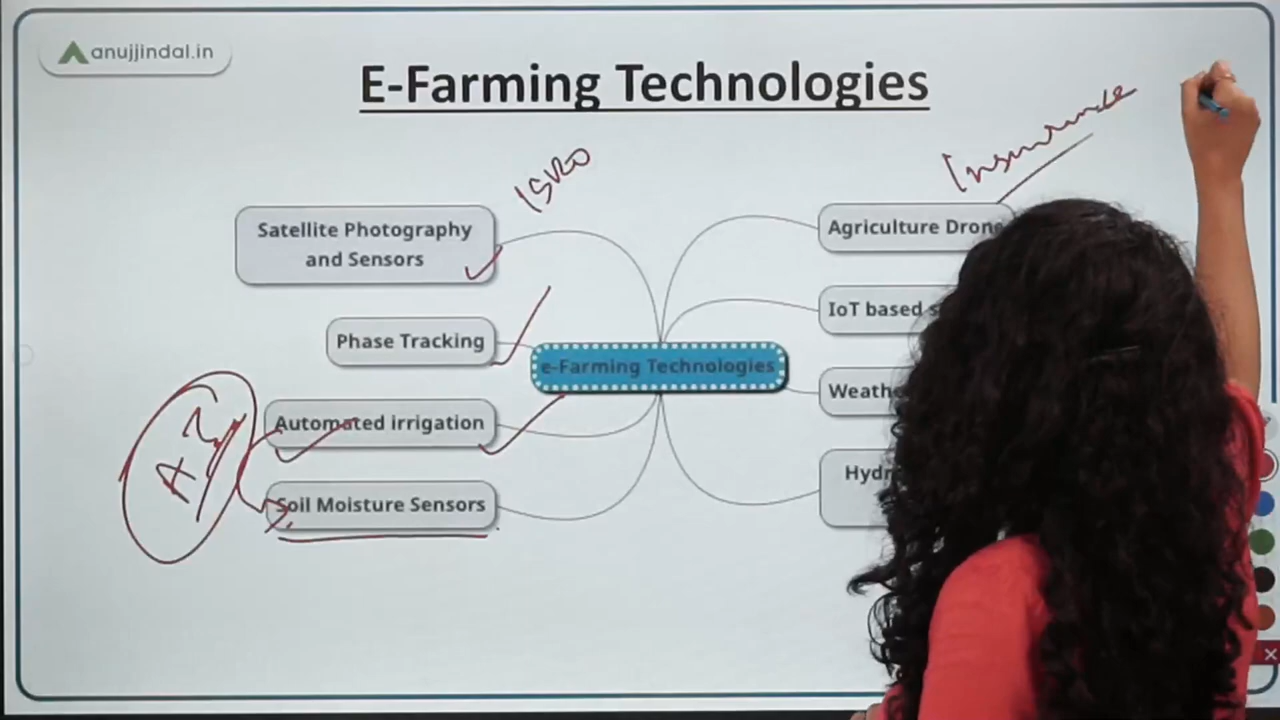 anujjindal.in
E-Farming Technologies
Insurance
ISRO
Satellite Photography
and Sensors
Phase Tracking
Automated irrigation
Soil Moisture Sensors
e-Farming Technologies
Agriculture Drone
IoT based s
Weathe
Hydr